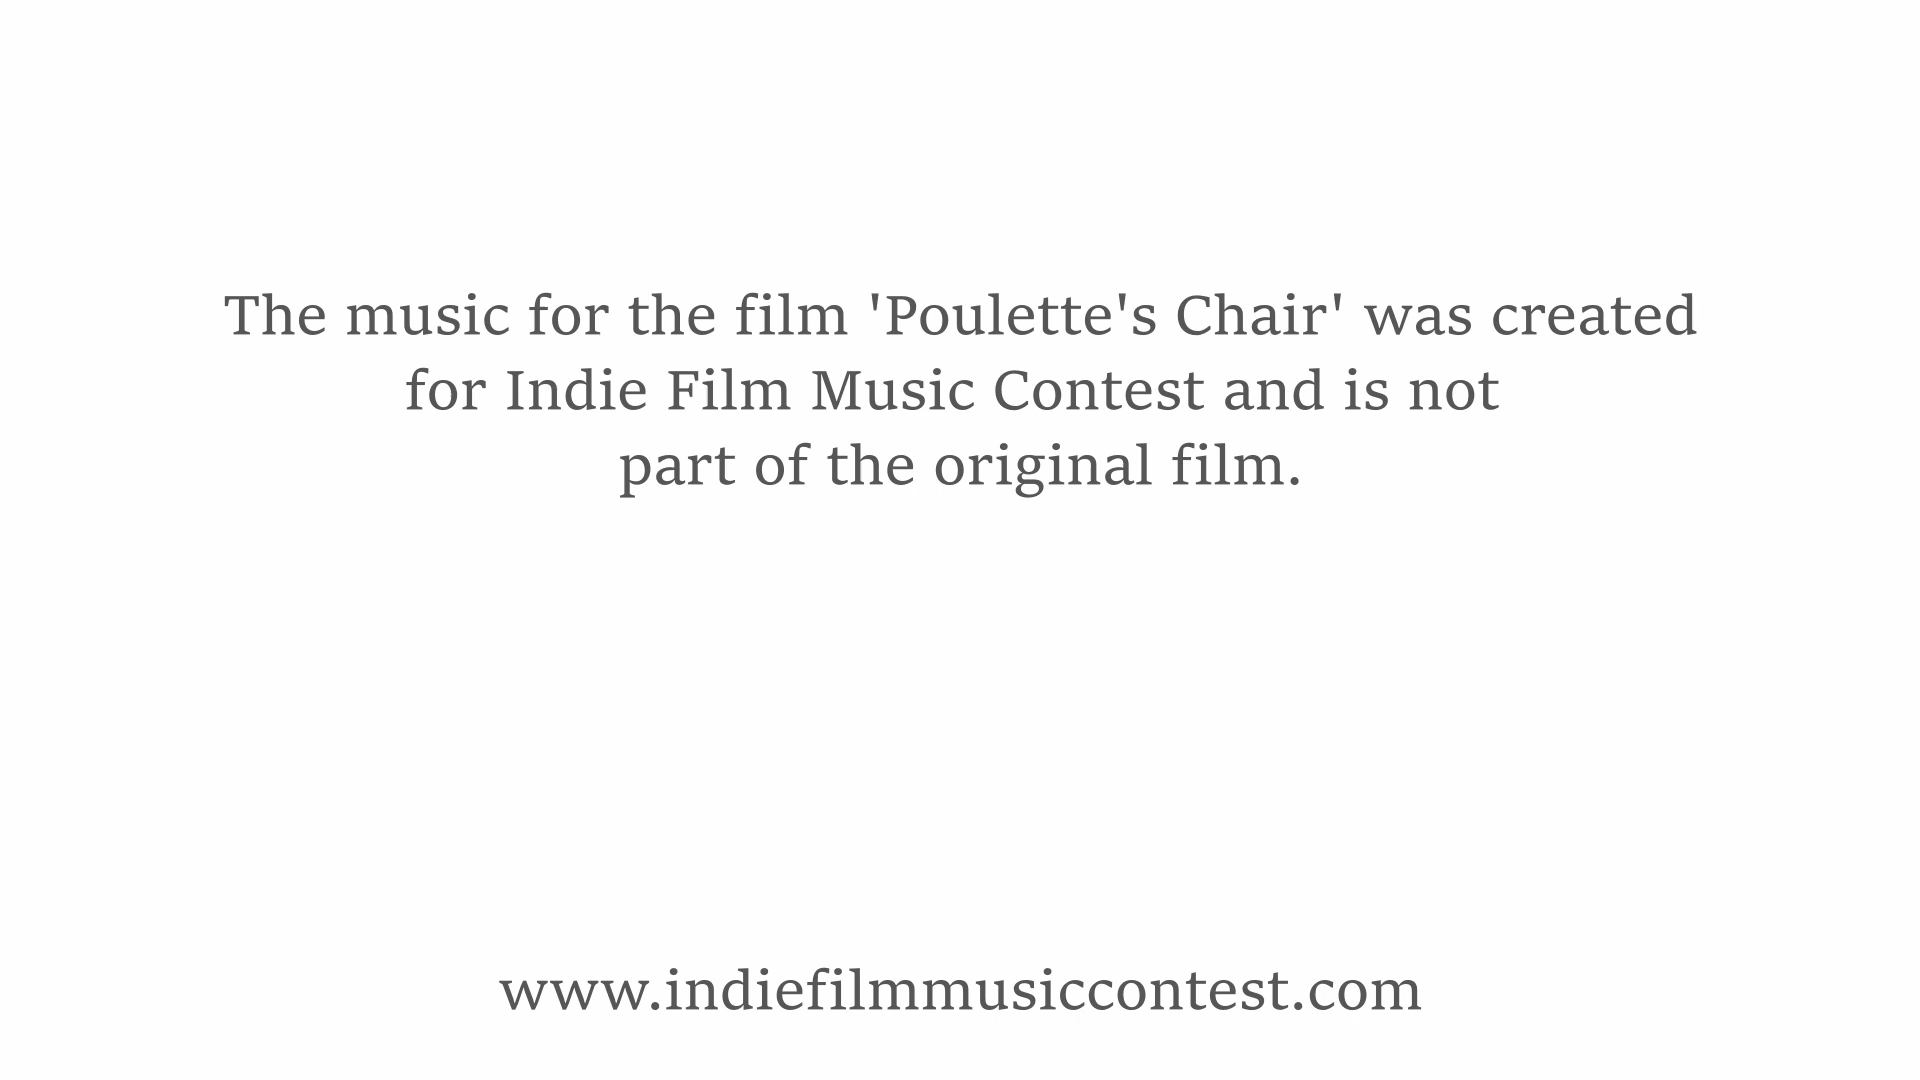 The music for the film 'Poulette's Chair' was created
for Indie Film Music Contest and is not
part of the original film.
www.indiefilmmusiccontest.com